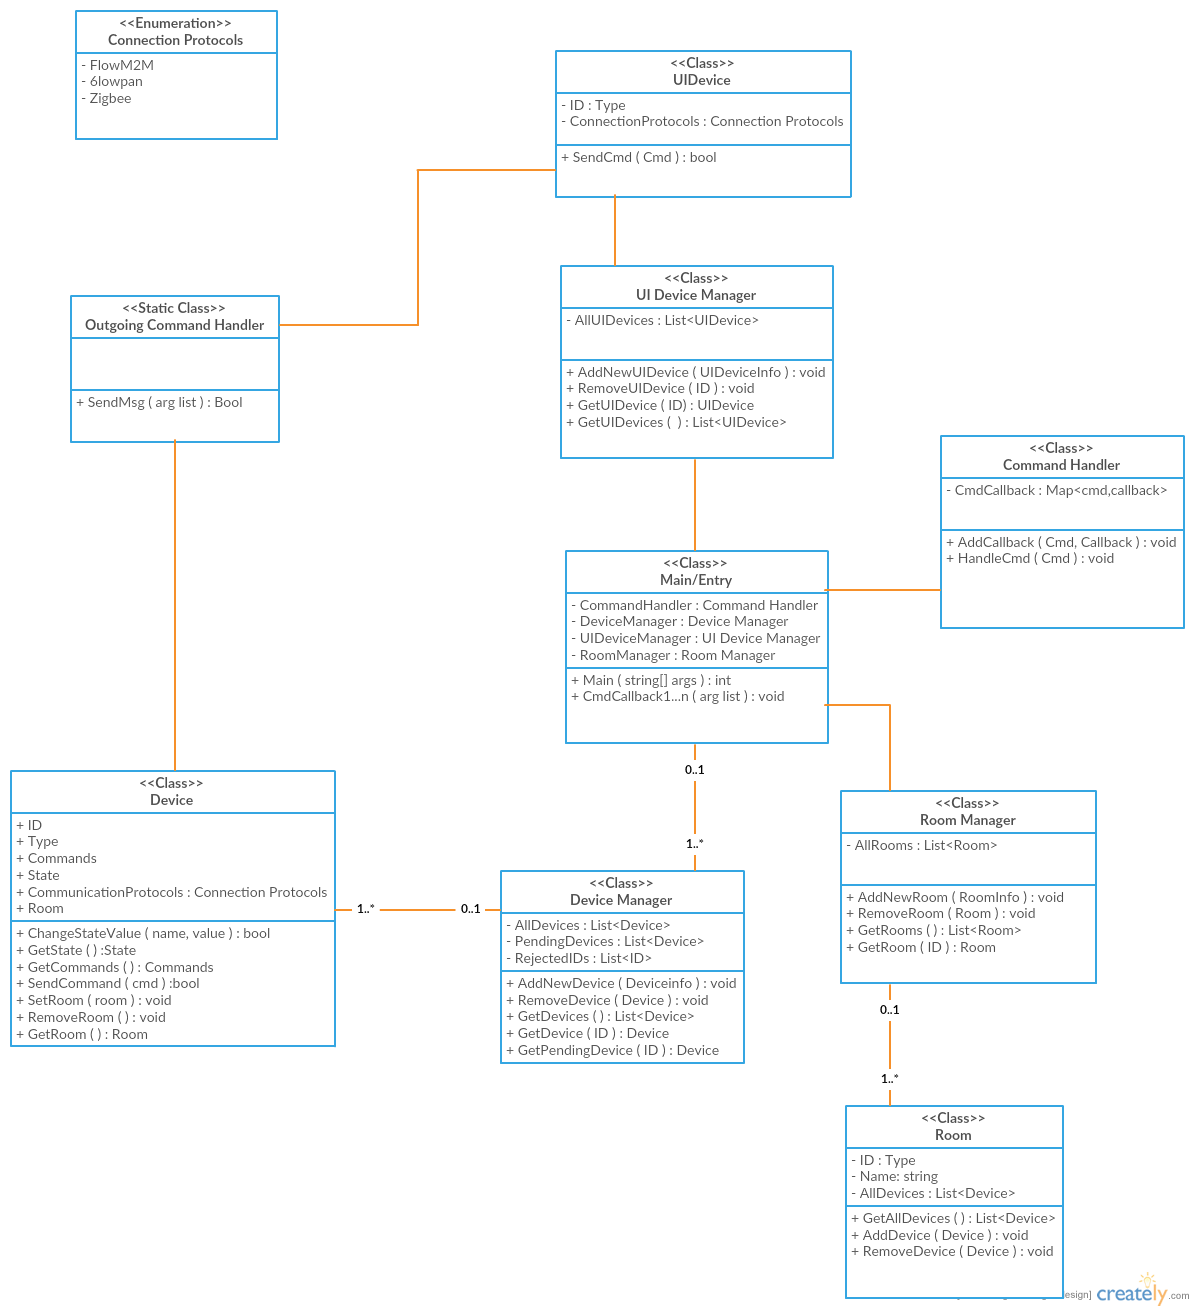 <<Enumeration>>
Connection Protocols
- FlowM2M
- 6lowpan
- Zigbee
<<Class>>
UIDevice
- ID : Type
- ConnectionProtocols : Connection Protocols
+ SendCmd ( Cmd ) : bool
<<Class>>
UI Device Manager
- AllUIDevices : List<UIDevice>
+ AddNewUIDevice ( UIDeviceInfo ) : void
+ RemoveUIDevice ( ID ) : void
+ GetUIDevice ( ID) : UIDevice
+ GetUIDevices (  ) : List<UIDevice>
<<Static Class>>
Outgoing Command Handler
+ SendMsg ( arg list ) : Bool
<<Class>>
Command Handler
- CmdCallback : Map<cmd,callback>
+ AddCallback ( Cmd, Callback ) : void
+ HandleCmd ( Cmd ) : void
<<Class>>
Main/Entry
- CommandHandler : Command Handler
- DeviceManager : Device Manager
- UIDeviceManager : UI Device Manager
- RoomManager : Room Manager
+ Main ( string[] args ) : int
+ CmdCallback1...n ( arg list ) : void
0..1
1..*
<<Class>>
Device
+ ID
+ Type
+ Commands
+ State
+ CommunicationProtocols : Connection Protocols
+ Room
+ ChangeStateValue ( name, value ) : bool
+ GetState ( ) :State
+ GetCommands ( ) : Commands
+ SendCommand ( cmd ) :bool
+ SetRoom ( room ) : void
+ RemoveRoom ( ) : void
+ GetRoom ( ) : Room
1..*
0..1
<<Class>>
Device Manager
- AllDevices : List<Device>
- PendingDevices : List<Device>
- RejectedIDs : List<ID>
+ AddNewDevice ( Deviceinfo ) : void
+ RemoveDevice ( Device ) : void
+ GetDevices ( ) : List<Device>
+ GetDevice ( ID ) : Device
+ GetPendingDevice ( ID ) : Device
<<Class>>
Room Manager
- AllRooms : List<Room>
+ AddNewRoom ( RoomInfo ) : void
+ RemoveRoom ( Room ) : void
+ GetRooms ( ) : List<Room>
+ GetRoom ( ID ) : Room
0..1
1..*
<<Class>>
Room
- ID : Type
- Name: string
- AllDevices : List<Device>
+ GetAllDevices ( ) : List<Device>
+ AddDevice ( Device ) : void
+ RemoveDevice ( Device ) : void
esign] creately.com